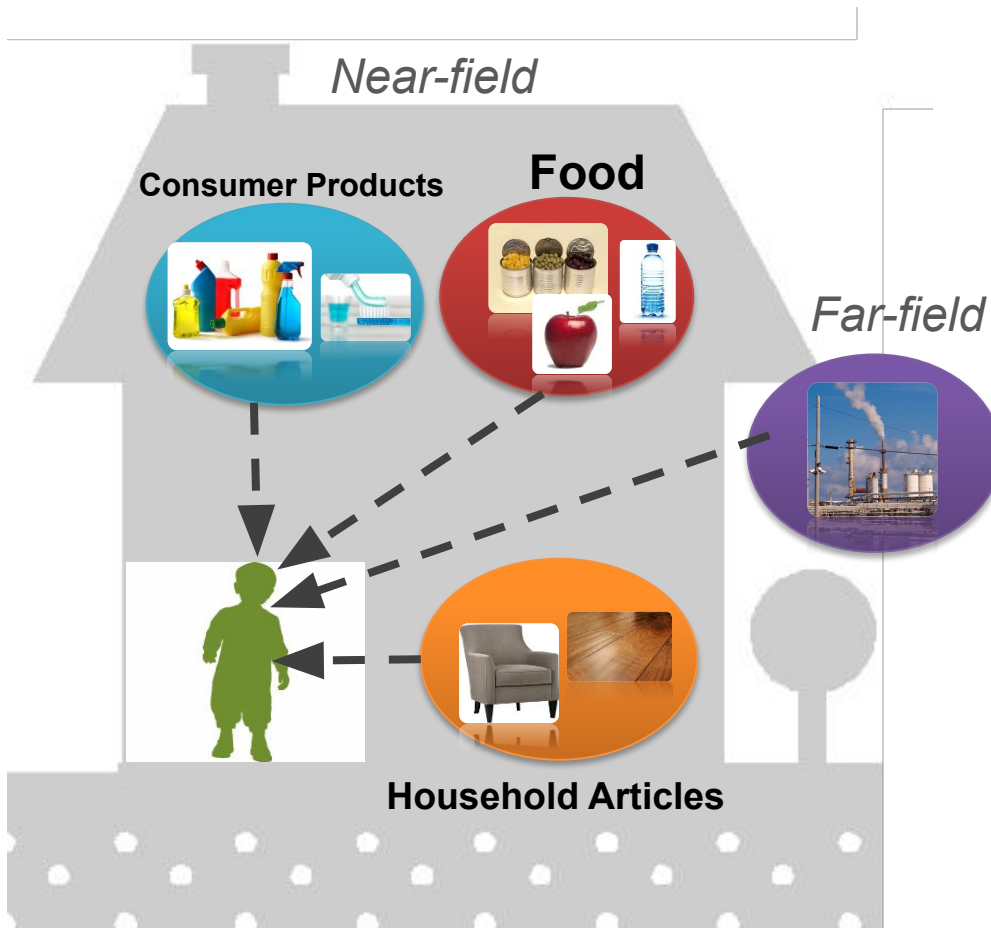 Near-field
Consumer Products
Food
Far-field
Household Articles